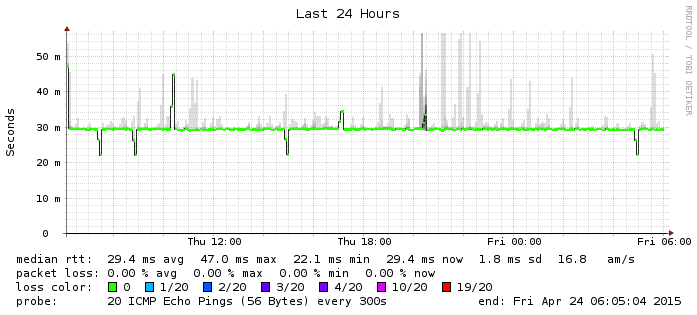 Last 24 Hours
RRDTOOL / TOBI OETIKER
Seconds
50 m
40 m
30 m
20 m
10 m
0
Thu 12:00 Thu 18:00 Fri 00:00 Fri 06:00
median rtt: 29.4 ms avg 47.0 ms max 22.1 ms min 29.4 ms now 1.8 ms sd 16.8 am/s
packet loss: 0.00 % avg 0.00 % max 0.00 % min 0.00 % now
loss color: 0 1/20 2/20 3/20 4/20 10/20 19/20
probe: 20 ICMP Echo Pings (56 Bytes) every 300s end: Fri Apr 24 06:05:04 2015